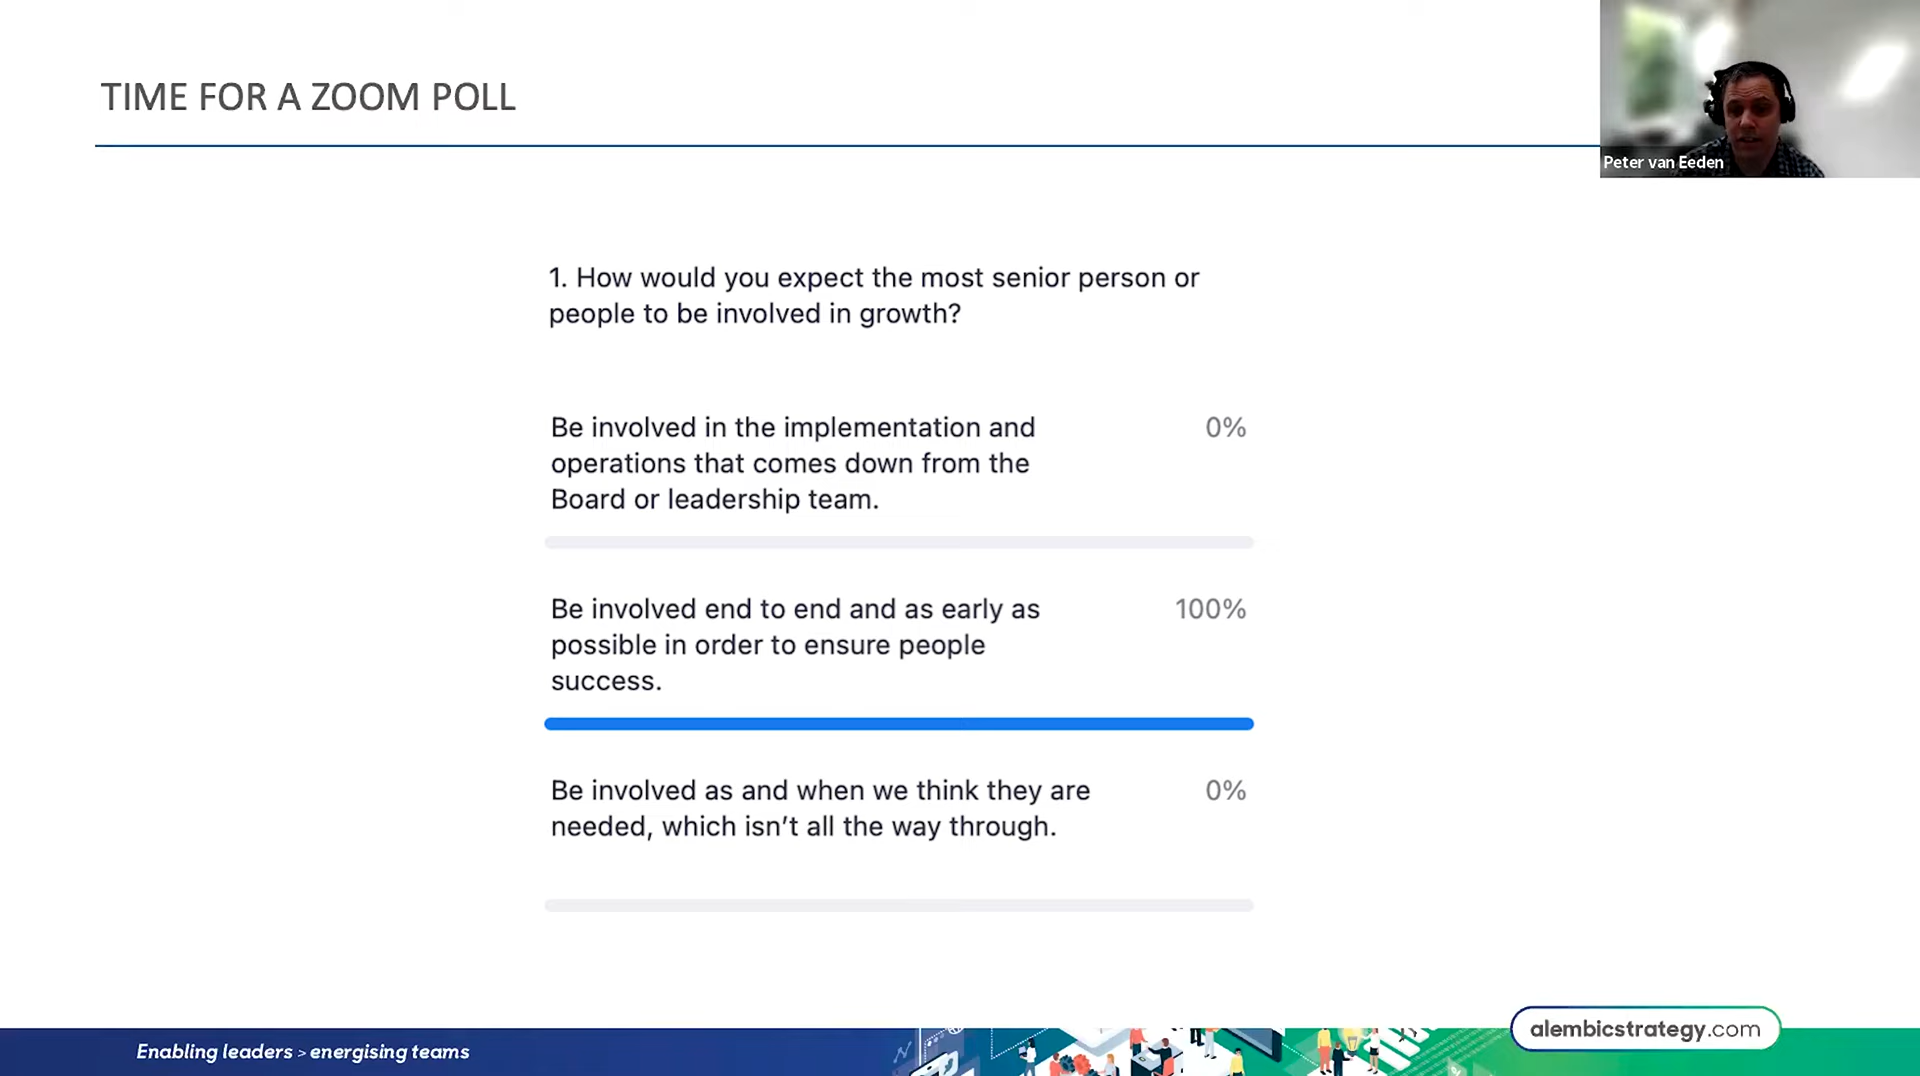 TIME FOR A ZOOM POLL
Peter van Eeden
1. How would you expect the most senior person or
people to be involved in growth?
Be involved in the implementation and
operations that comes down from the
Board or leadership team.
0%
Be involved end to end and as early as
possible in order to ensure people
success.
100%
Be involved as and when we think they are
needed, which isn’t all the way through.
0%
Enabling leaders > energising teams
alembicstrategy.com